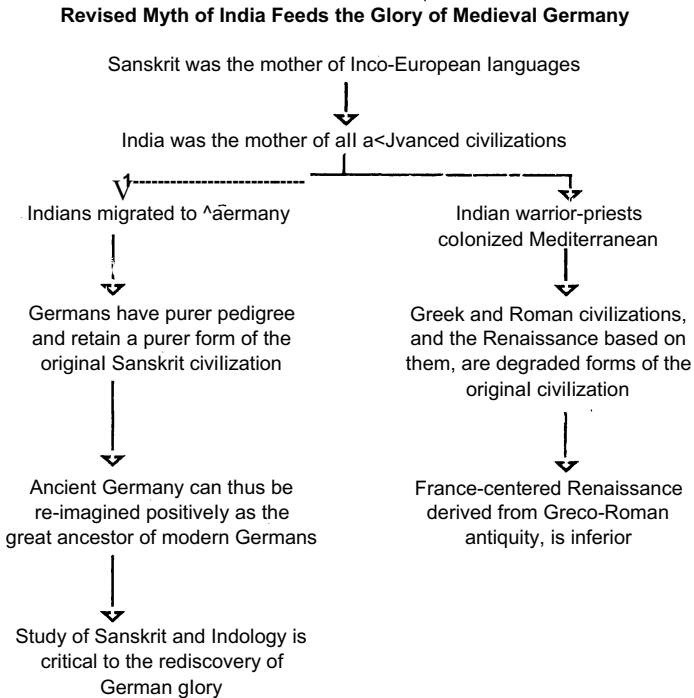 Revised Myth of India Feeds the Glory of Medieval Germany
Sanskrit was the mother of Inco-European languages
India was the mother of all a<Jvanced civilizations
Indians migrated to ^aermany
Indian warrior-priests
colonized Mediterranean
Germans have purer pedigree
and retain a purer form of the
original Sanskrit civilization
Greek and Roman civilizations,
and the Renaissance based on
them, are degraded forms of the
original civilization
Ancient Germany can thus be
re-imagined positively as the
great ancestor of modern Germans
France-centered Renaissance
derived from Greco-Roman
antiquity, is inferior
Study of Sanskrit and Indology is
critical to the rediscovery of
German glory